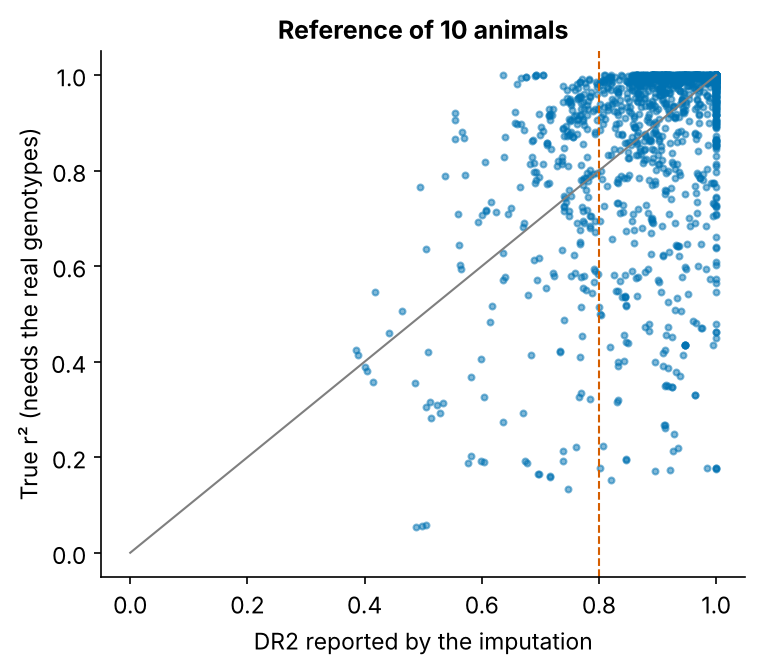 Reference of 10 animals
True r² (needs the real genotypes)
1.0
0.8
0.6
0.4
0.2
0.0
0.0 0.2 0.4 0.6 0.8 1.0
DR2 reported by the imputation